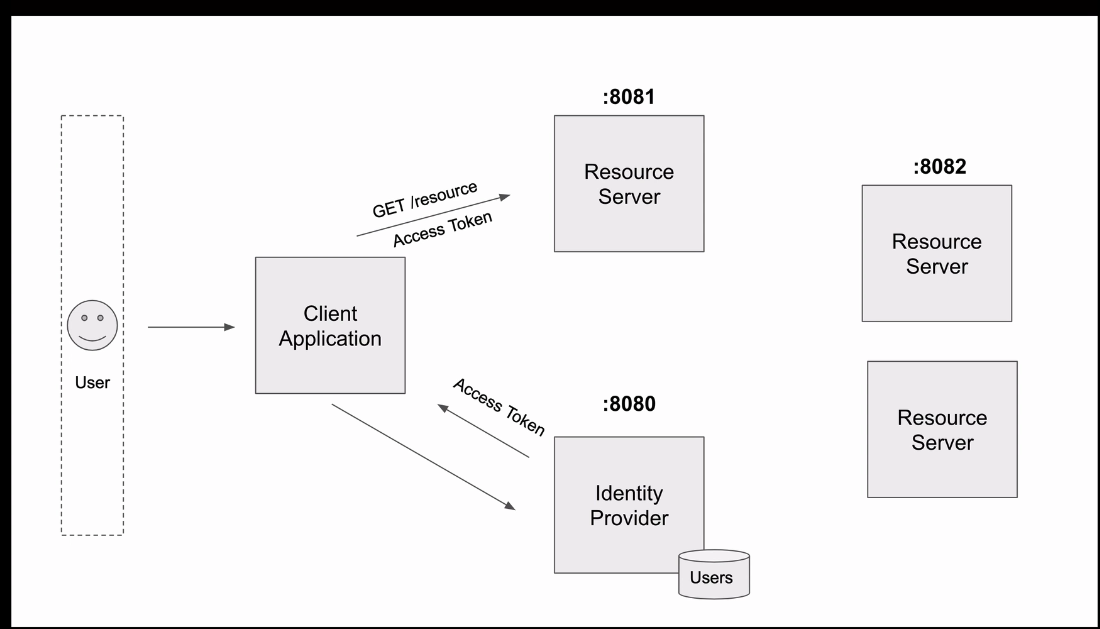 :8081
Resource
Server
:8082
Resource
Server
GET /resource
Access Token
Client
Application
User
Access Token
:8080
Identity
Provider
Users
Resource
Server